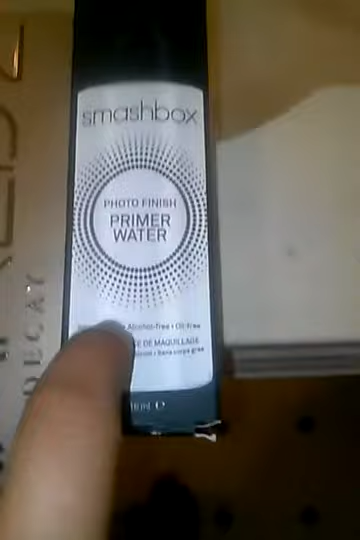 smashbox
PHOTO FINISH
PRIMER
WATER
Alcohol-free • Oil-free
DE MAQUILLAGE
Sans corps gras
DECAY